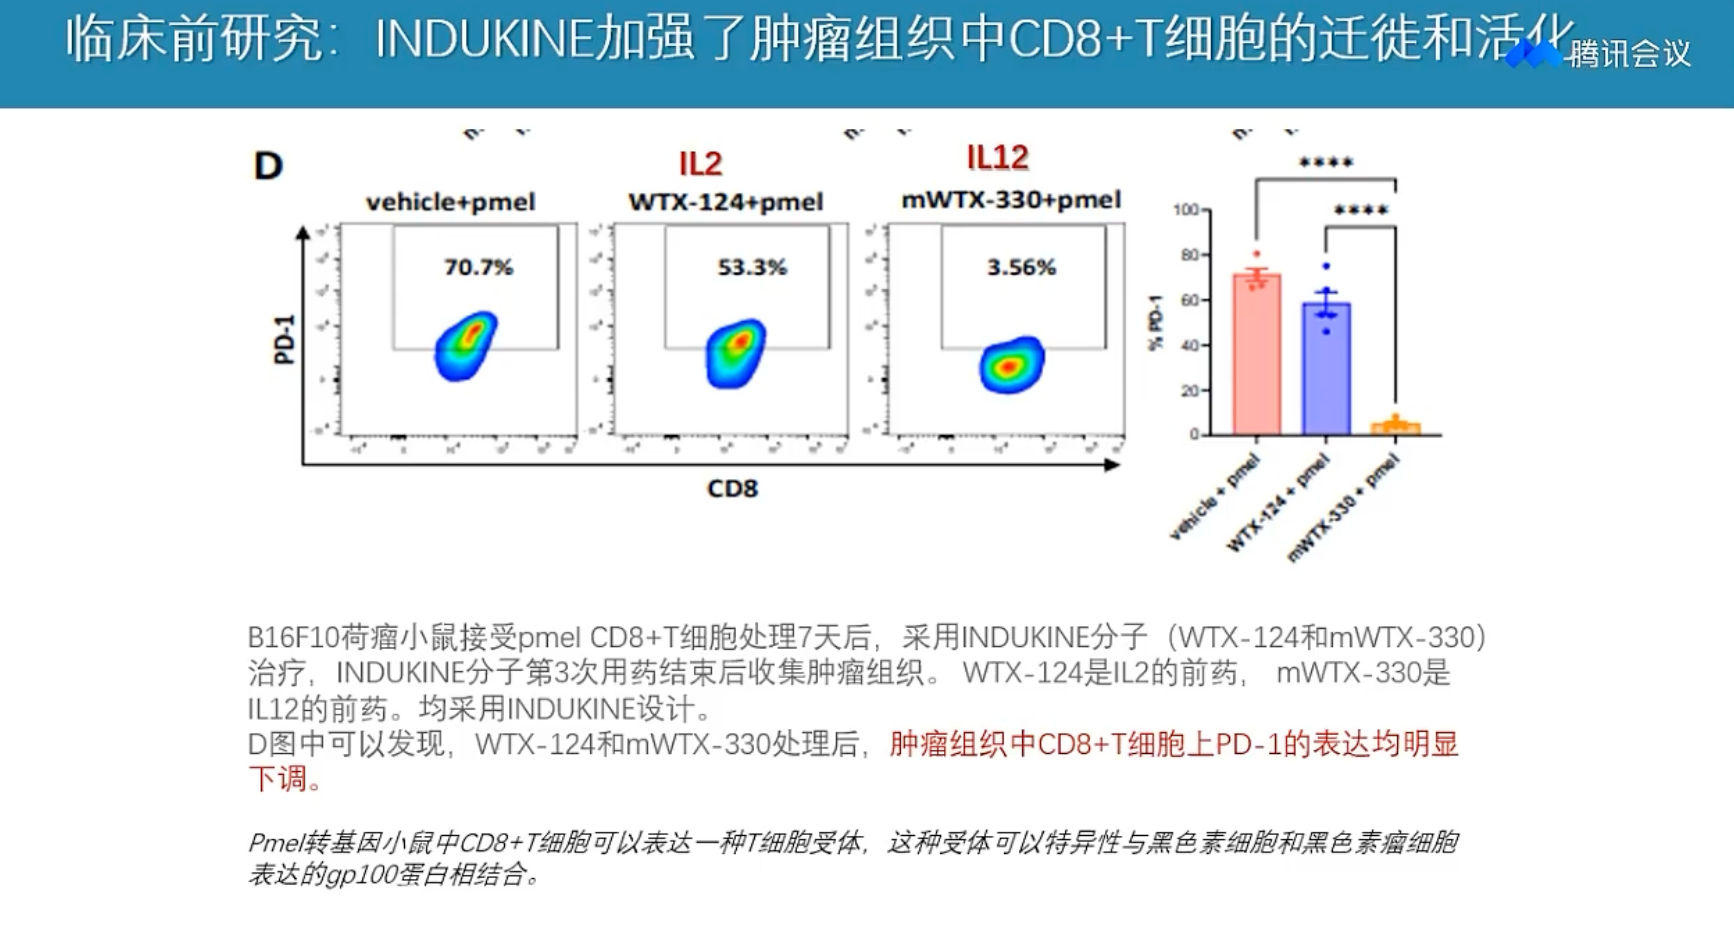 临床前研究：INDUKINE加强了肿瘤组织中CD8+T细胞的迁徙和活化
腾讯会议
D
IL2
IL12
vehicle+pmel
WTX-124+pmel
mWTX-330+pmel
70.7%
53.3%
3.56%
PD-1
CD8
****
****
% PD-1
100
80
60
40
20
0
vehicle + pmel
WTX-124 + pmel
mWTX-330 + pmel
B16F10荷瘤小鼠接受pmel CD8+T细胞处理7天后，采用INDUKINE分子（WTX-124和mWTX-330）
治疗，INDUKINE分子第3次用药结束后收集肿瘤组织。 WTX-124是IL2的前药， mWTX-330是
IL12的前药。均采用INDUKINE设计。
D图中可以发现，WTX-124和mWTX-330处理后，肿瘤组织中CD8+T细胞上PD-1的表达均明显
下调。
Pmel转基因小鼠中CD8+T细胞可以表达一种T细胞受体，这种受体可以特异性与黑色素细胞和黑色素瘤细胞
表达的gp100蛋白相结合。